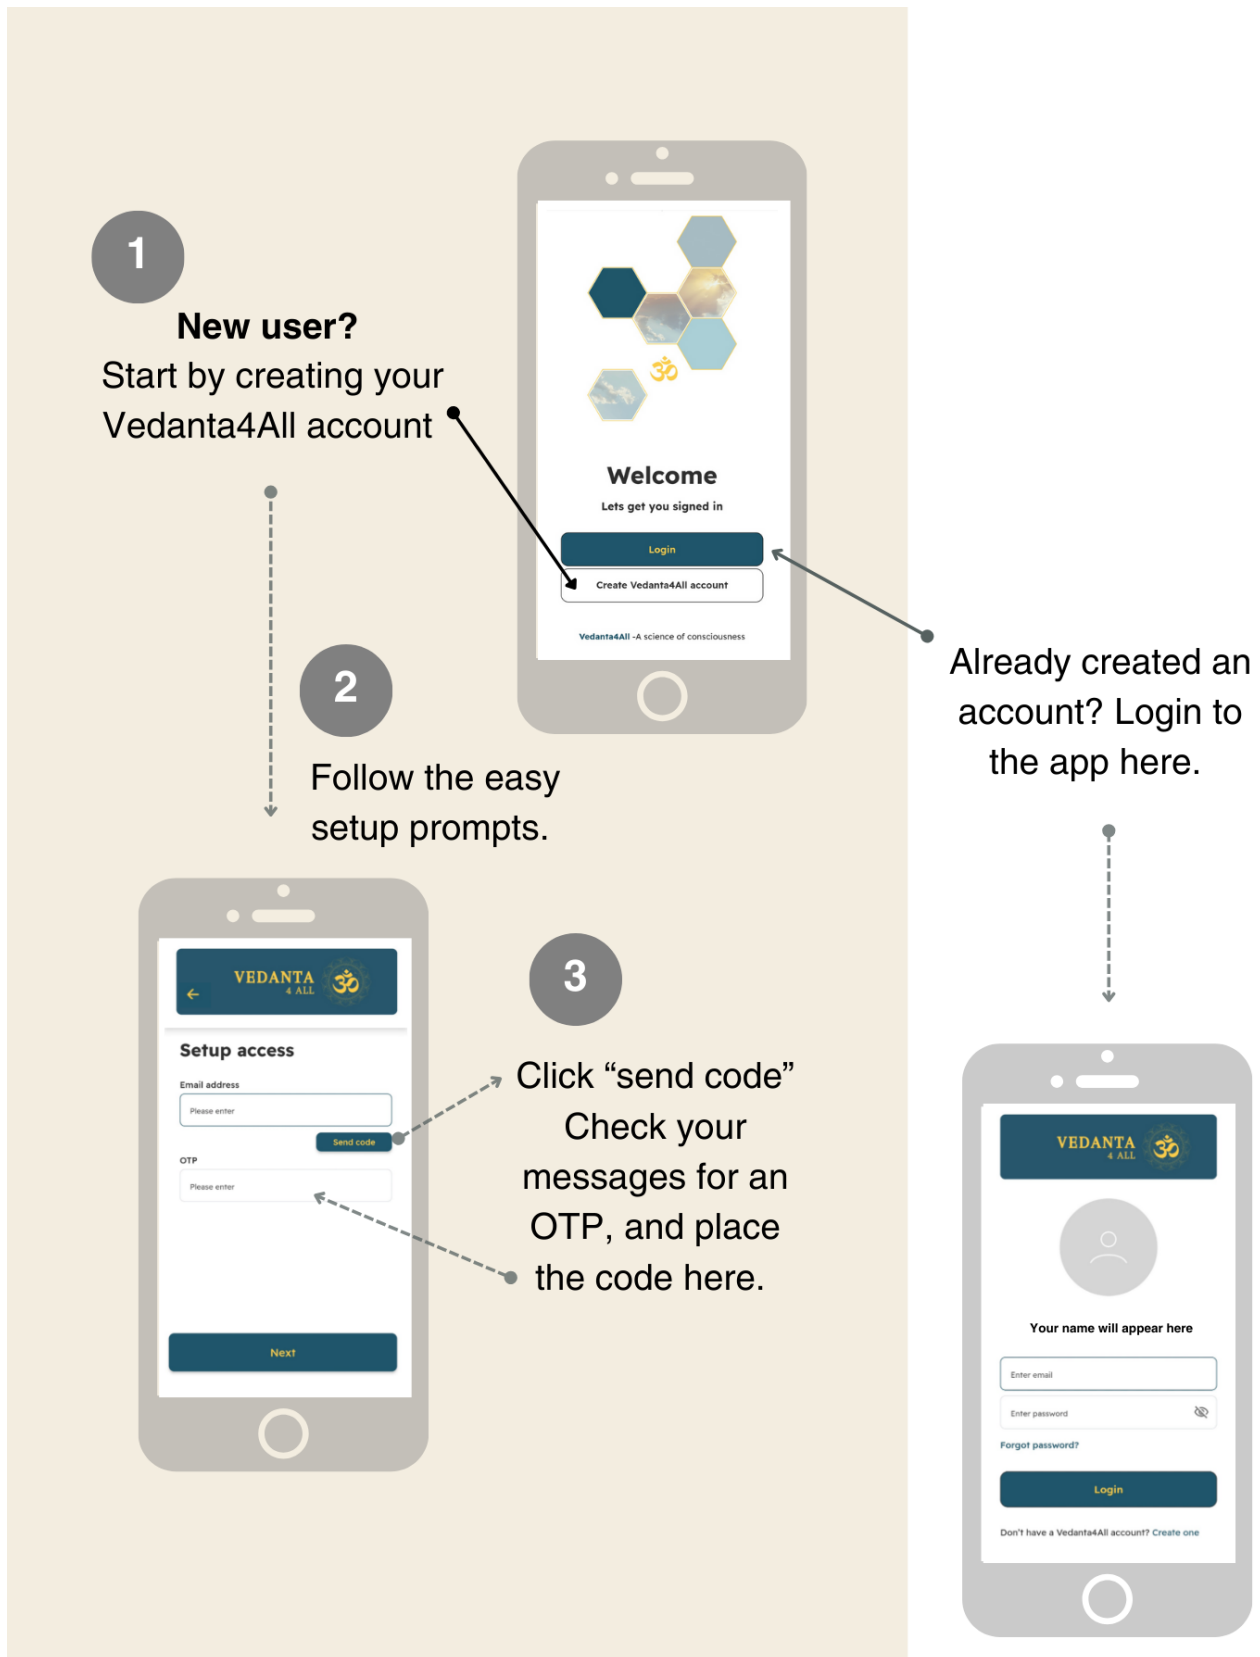 1
New user?
Start by creating your
Vedanta4All account
ॐ
Welcome
Lets get you signed in
Login
Create Vedanta4All account
Vedanta4All -A science of consciousness
Already created an
account? Login to
the app here.
2
Follow the easy
setup prompts.
VEDANTA
4 ALL
ॐ
Setup access
Email address
Please enter
Send code
OTP
Please enter
Next
3
Click “send code”
Check your
messages for an
OTP, and place
the code here.
VEDANTA
4 ALL
ॐ
Your name will appear here
Enter email
Enter password
Forgot password?
Login
Don't have a Vedanta4All account? Create one